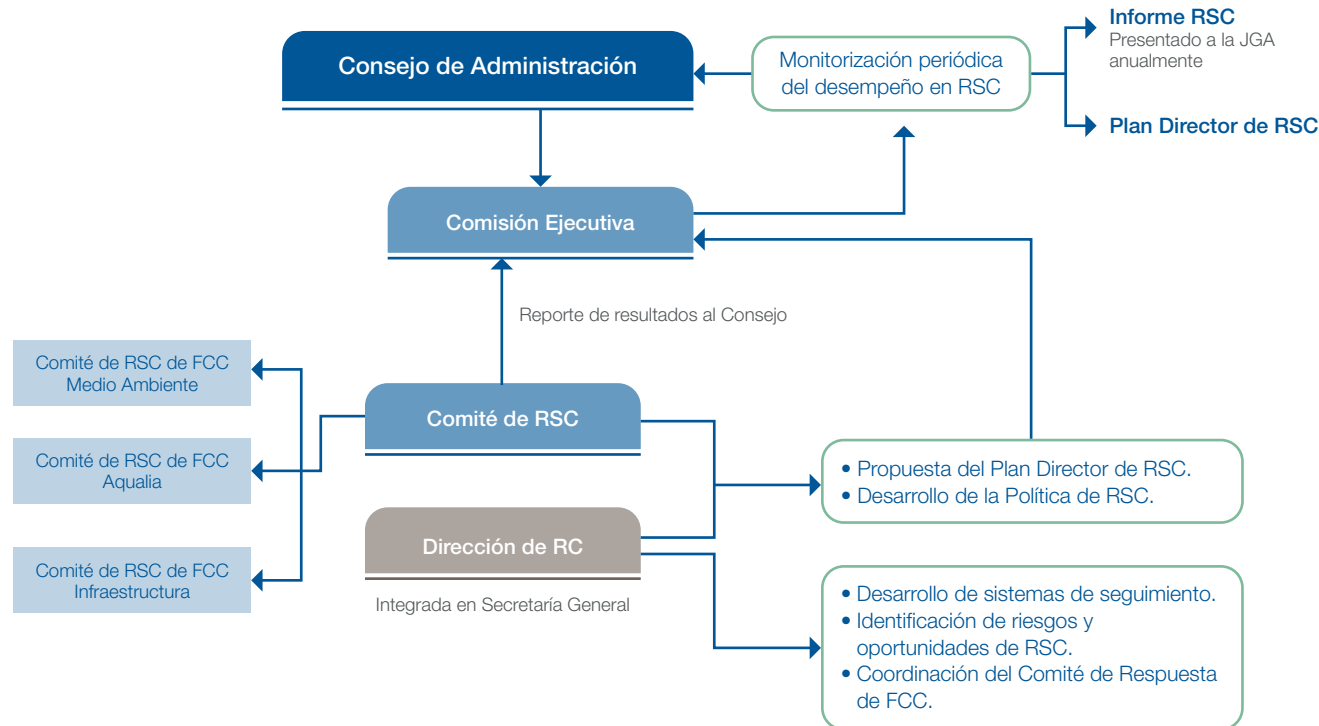 Informe RSC
Presentado a la JGA
anualmente
Consejo de Administración
Monitorización periódica
del desempeño en RSC
Plan Director de RSC
Comisión Ejecutiva
Reporte de resultados al Consejo
Comité de RSC de FCC
Medio Ambiente
Comité de RSC
Comité de RSC de FCC
Aqualia
• Propuesta del Plan Director de RSC.
• Desarrollo de la Política de RSC.
Dirección de RC
Comité de RSC de FCC
Infraestructura
Integrada en Secretaría General
• Desarrollo de sistemas de seguimiento.
• Identificación de riesgos y
oportunidades de RSC.
• Coordinación del Comité de Respuesta
de FCC.